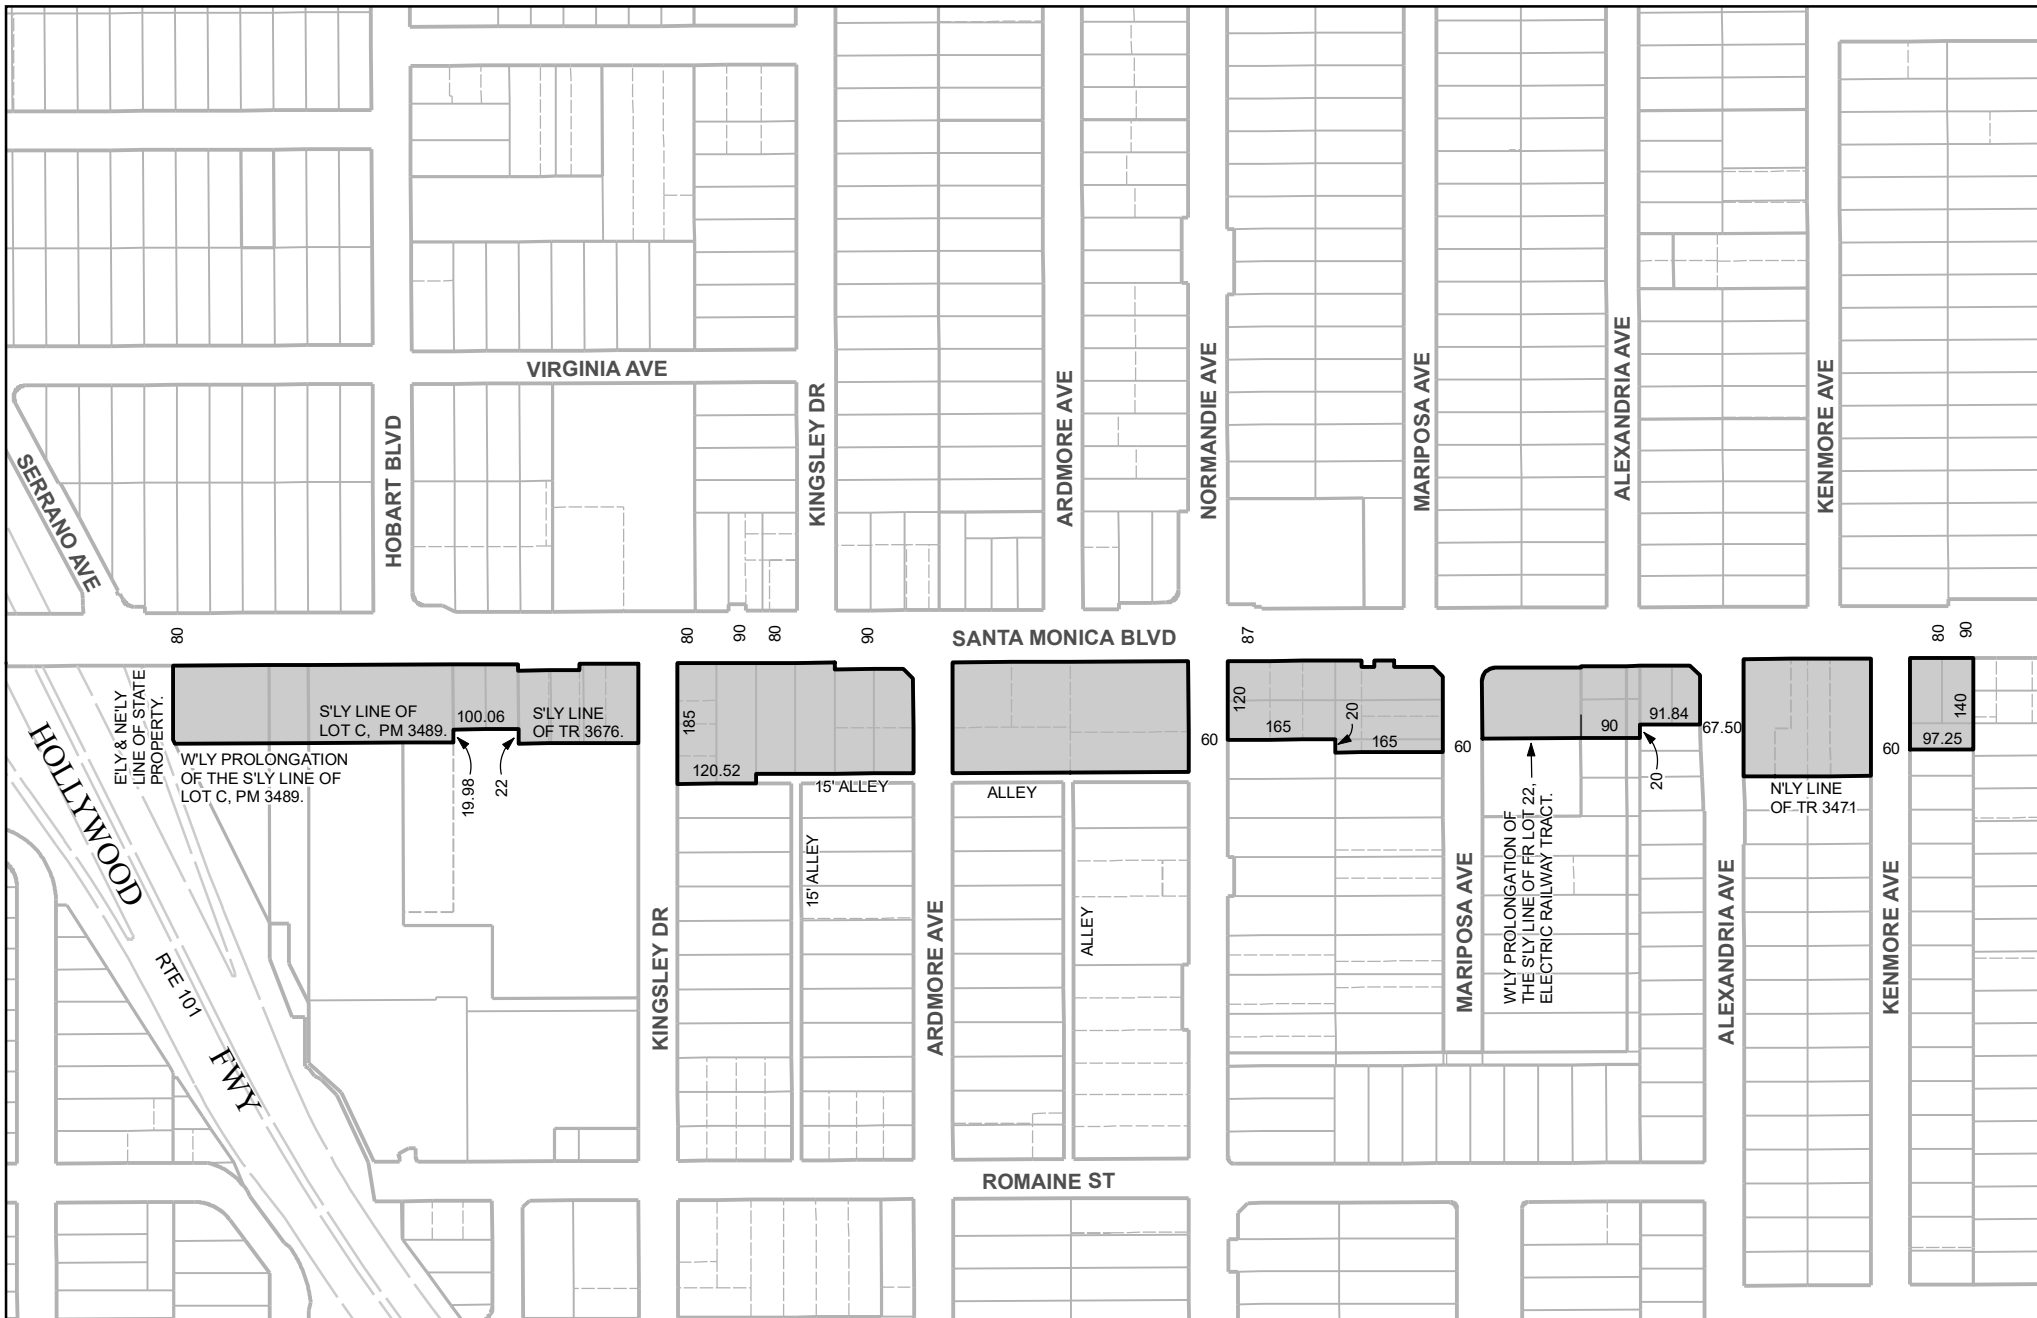 VIRGINIA AVE
SERRANO AVE
HOBART BLVD
KINGSLEY DR
ARDMORE AVE
NORMANDIE AVE
MARIPOSA AVE
ALEXANDRIA AVE
KENMORE AVE
80
80
90
80
90
SANTA MONICA BLVD
87
80
90
E'LY & NE'LY
LINE OF STATE
PROPERTY.
S'LY LINE OF
LOT C, PM 3489.
100.06
S'LY LINE
OF TR 3676.
W'LY PROLONGATION
OF THE S'LY LINE OF
LOT C, PM 3489.
19.98
22
185
120.52
15' ALLEY
15' ALLEY
ALLEY
ALLEY
60
120
165
20
165
60
90
91.84
67.50
20
W'LY PROLONGATION OF
THE S'LY LINE OF FR LOT 22,
ELECTRIC RAILWAY TRACT.
N'LY LINE
OF TR 3471
60
140
97.25
HOLLYWOOD
RTE 101
FWY
KINGSLEY DR
ARDMORE AVE
MARIPOSA AVE
ALEXANDRIA AVE
KENMORE AVE
ROMAINE ST